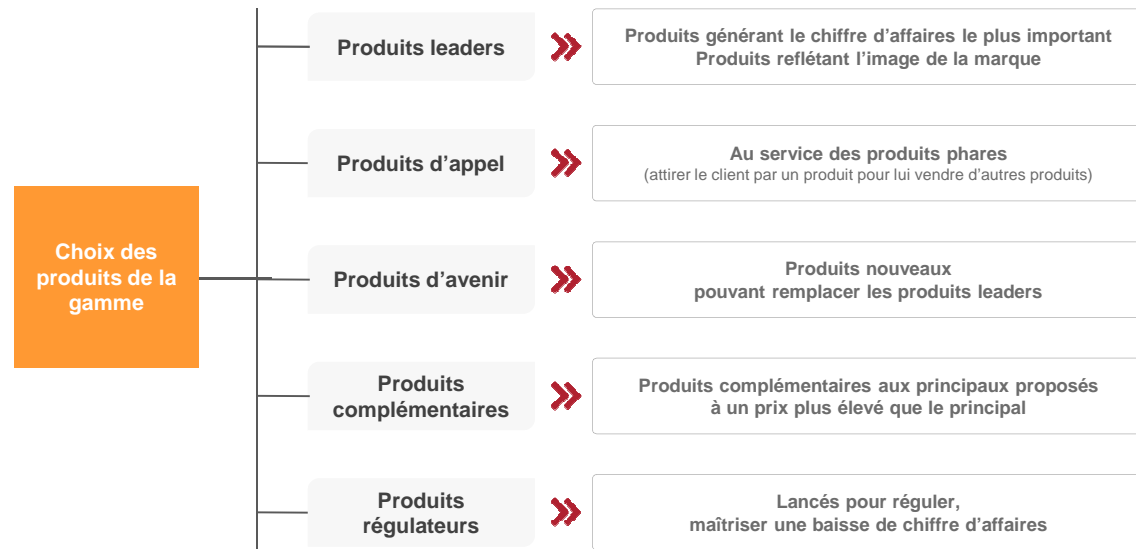 Choix des
produits de la
gamme
Produits leaders
Produits générant le chiffre d’affaires le plus important
Produits reflétant l’image de la marque
Produits d’appel
Au service des produits phares
(attirer le client par un produit pour lui vendre d’autres produits)
Produits d’avenir
Produits nouveaux
pouvant remplacer les produits leaders
Produits
complémentaires
Produits complémentaires aux principaux proposés
à un prix plus élevé que le principal
Produits
régulateurs
Lancés pour réguler,
maîtriser une baisse de chiffre d’affaires